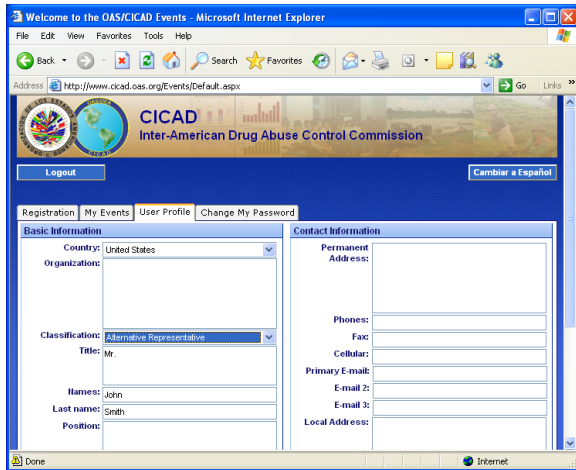 Welcome to the OAS/CICAD Events - Microsoft Internet Explorer
File Edit View Favorites Tools Help
Back Search Favorites
Address http://www.cicad.oas.org/Events/Default.aspx Go Links »
CICAD
Inter-American Drug Abuse Control Commission
Logout Cambiar a Español
Registration My Events User Profile Change My Password
Basic Information Contact Information
Country: United States Permanent Address:
Organization:
Phones:
Classification: Alternative Representative Fax:
Title: Mr. Cellular:
Primary E-mail:
Names: John E-mail 2:
Last name: Smith E-mail 3:
Position: Local Address:
Done Internet